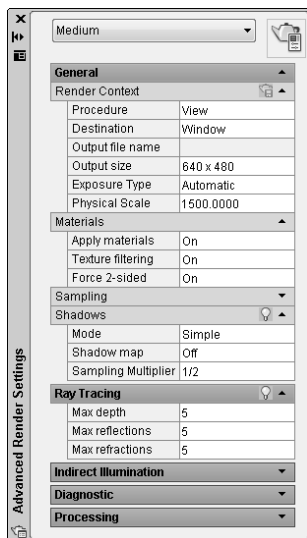 Medium
General
Render Context
Procedure View
Destination Window
Output file name
Output size 640 x 480
Exposure Type Automatic
Physical Scale 1500.0000
Materials
Apply materials On
Texture filtering On
Force 2-sided On
Sampling
Shadows
Mode Simple
Shadow map Off
Sampling Multiplier 1/2
Ray Tracing
Max depth 5
Max reflections 5
Max refractions 5
Indirect Illumination
Diagnostic
Processing
Advanced Render Settings